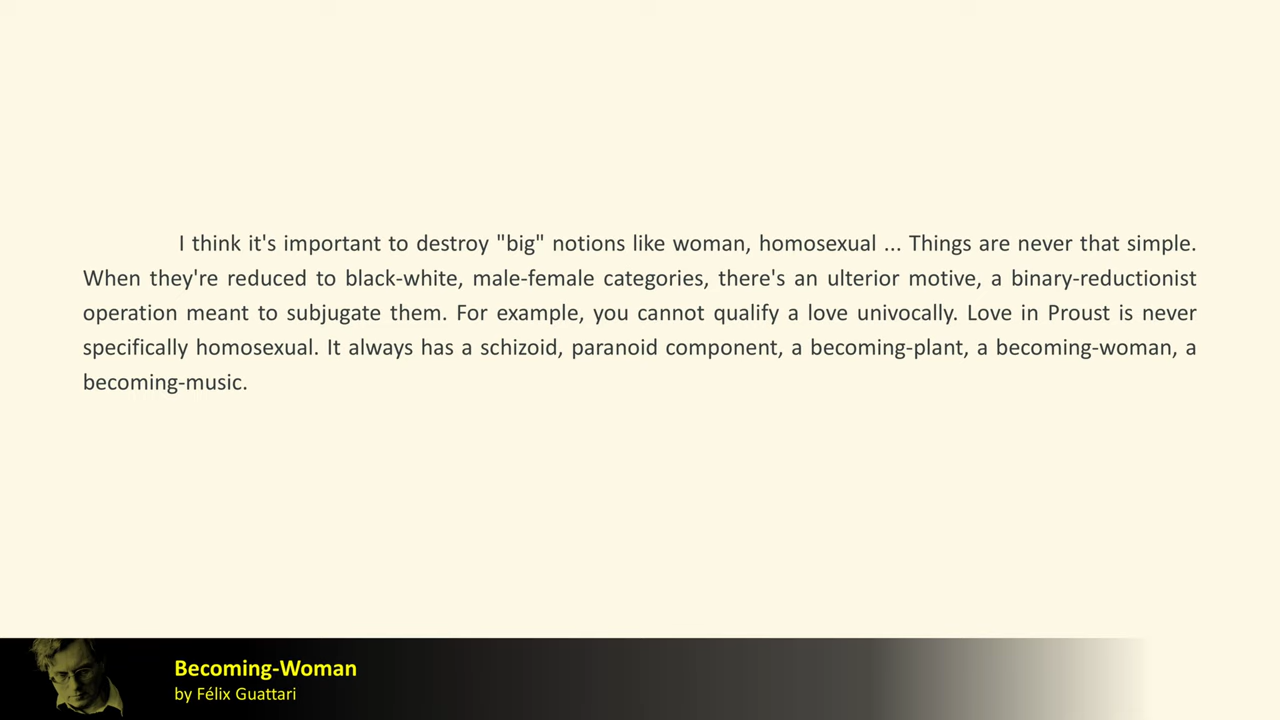 I think it's important to destroy "big" notions like woman, homosexual ... Things are never that simple.
When they're reduced to black-white, male-female categories, there's an ulterior motive, a binary-reductionist
operation meant to subjugate them. For example, you cannot qualify a love univocally. Love in Proust is never
specifically homosexual. It always has a schizoid, paranoid component, a becoming-plant, a becoming-woman, a
becoming-music.
Becoming-Woman
by Félix Guattari